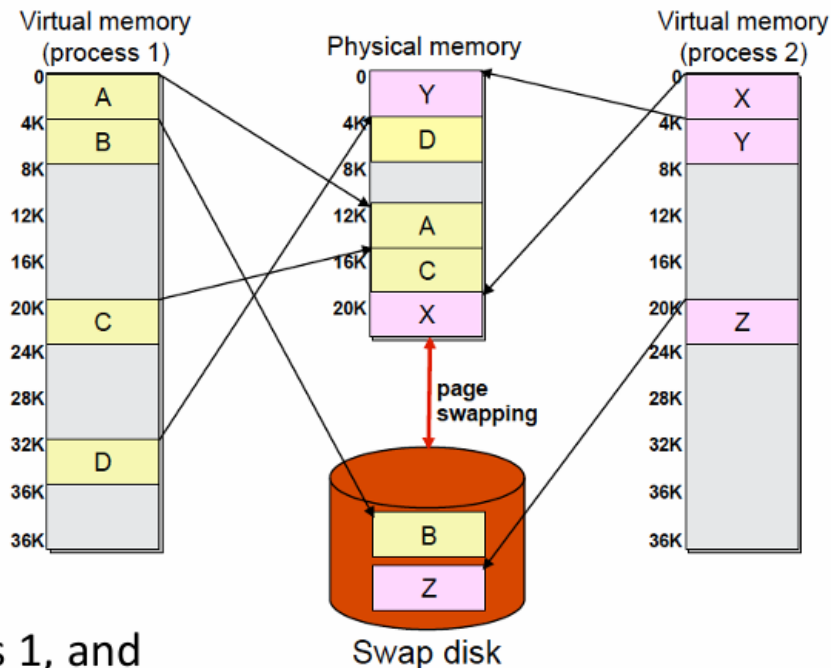 Virtual memory
(process 1)
0
A
4K
B
8K
20K
C
24K
28K
32K
D
36K
36K
Physical memory
0
Y
4K
D
8K
12K
A
16K
C
20K
X
page
swapping
B
Z
Swap disk
Virtual memory
(process 2)
0
X
4K
Y
8K
20K
Z
24K
28K
32K
36K
36K
12K
16K
12K
16K
s 1, and